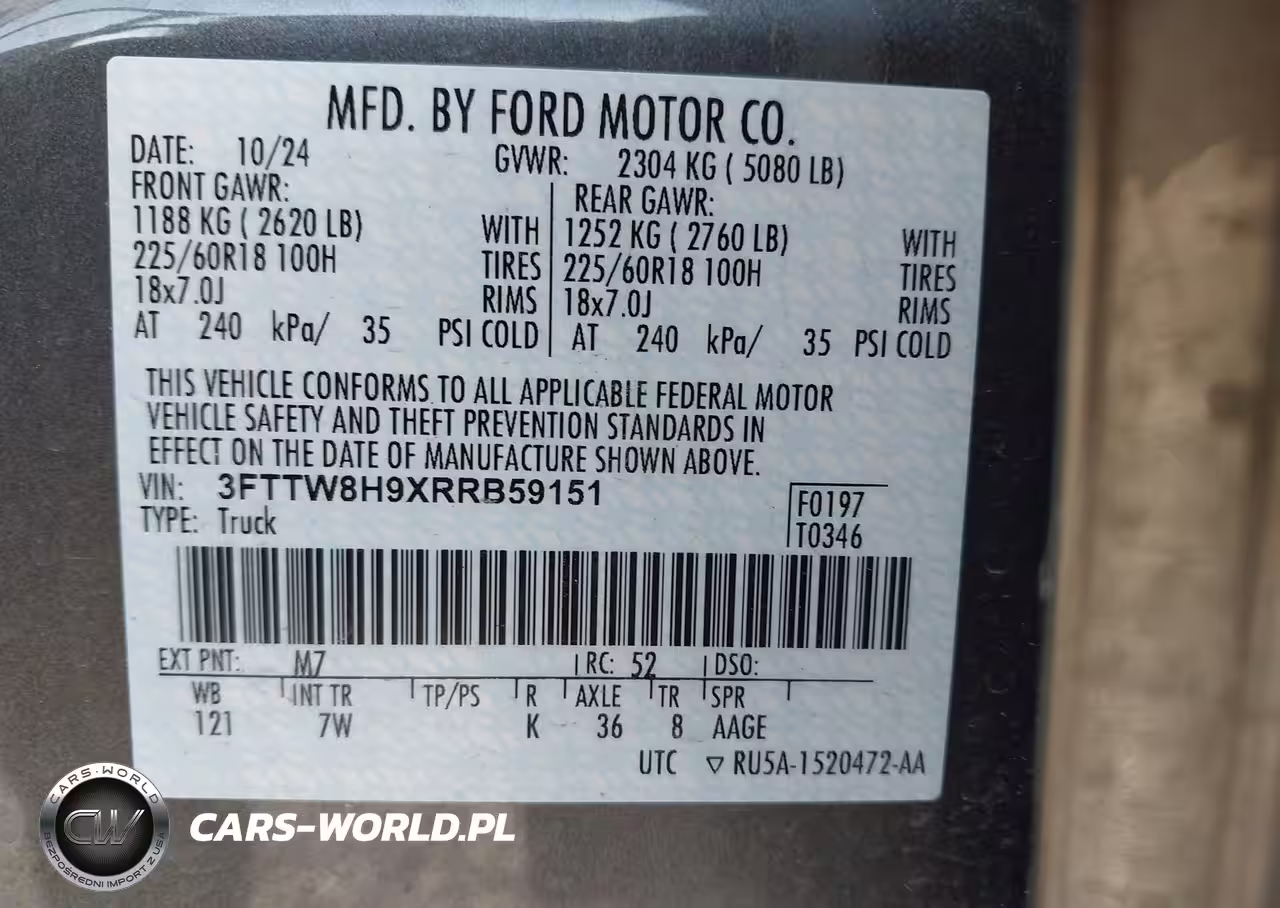 MFD. BY FORD MOTOR CO.
DATE: 10/24 GVWR: 2304 KG ( 5080 LB)
FRONT GAWR: REAR GAWR:
1188 KG ( 2620 LB) WITH 1252 KG ( 2760 LB) WITH
225/60R18 100H TIRES 225/60R18 100H TIRES
18x7.0J RIMS 18x7.0J RIMS
AT 240 kPa/ 35 PSI COLD AT 240 kPa/ 35 PSI COLD
THIS VEHICLE CONFORMS TO ALL APPLICABLE FEDERAL MOTOR
VEHICLE SAFETY AND THEFT PREVENTION STANDARDS IN
EFFECT ON THE DATE OF MANUFACTURE SHOWN ABOVE.
VIN: 3FTTW8H9XRRB59151 F0197
TYPE: Truck T0346
EXT PNT: M7 RC: 52 DSO:
WB INT TR TP/PS R AXLE TR SPR
121 7W K 36 8 AAGE
UTC ▽ RU5A-1520472-AA
CARS-WORLD
CW
BEZPOŚREDNI IMPORT Z USA
CARS-WORLD.PL